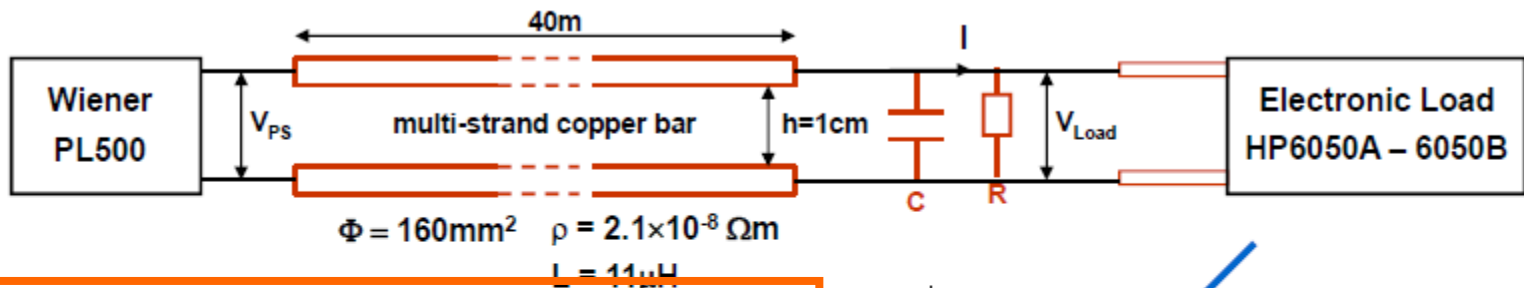 40m
I
Wiener
PL500
V_PS
multi-strand copper bar
h=1cm
V_Load
Electronic Load
HP6050A – 6050B
C
R
Φ = 160mm² ρ = 2.1×10⁻⁸ Ωm
L = 11µH